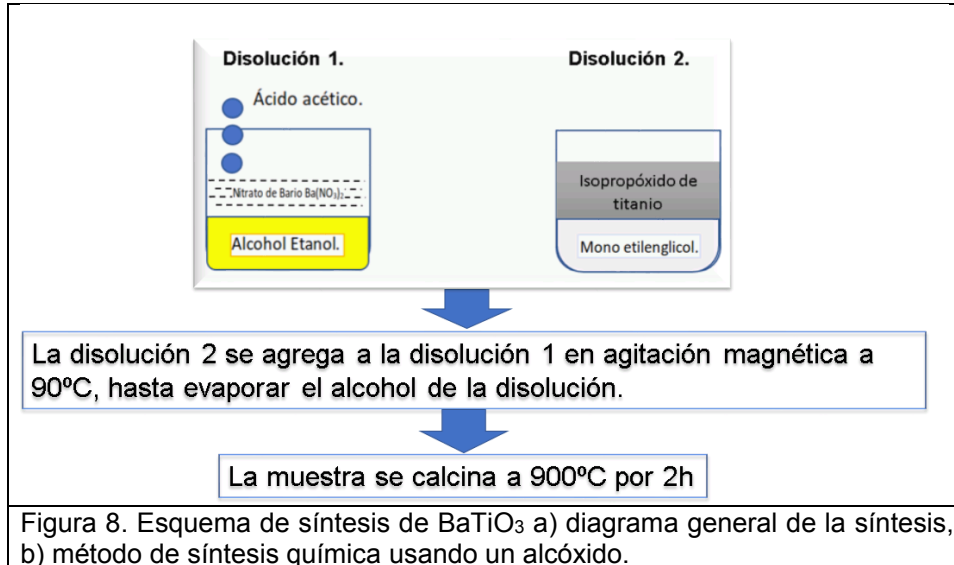 Disolución 1.
Disolución 2.
Ácido acético.
Nitrato de Bario Ba(NO₃)₂
Alcohol Etanol.
Isopropóxido de
titanio
Mono etilenglicol.
La disolución 2 se agrega a la disolución 1 en agitación magnética a
90ºC, hasta evaporar el alcohol de la disolución.
La muestra se calcina a 900ºC por 2h
Figura 8. Esquema de síntesis de BaTiO₃ a) diagrama general de la síntesis,
b) método de síntesis química usando un alcóxido.